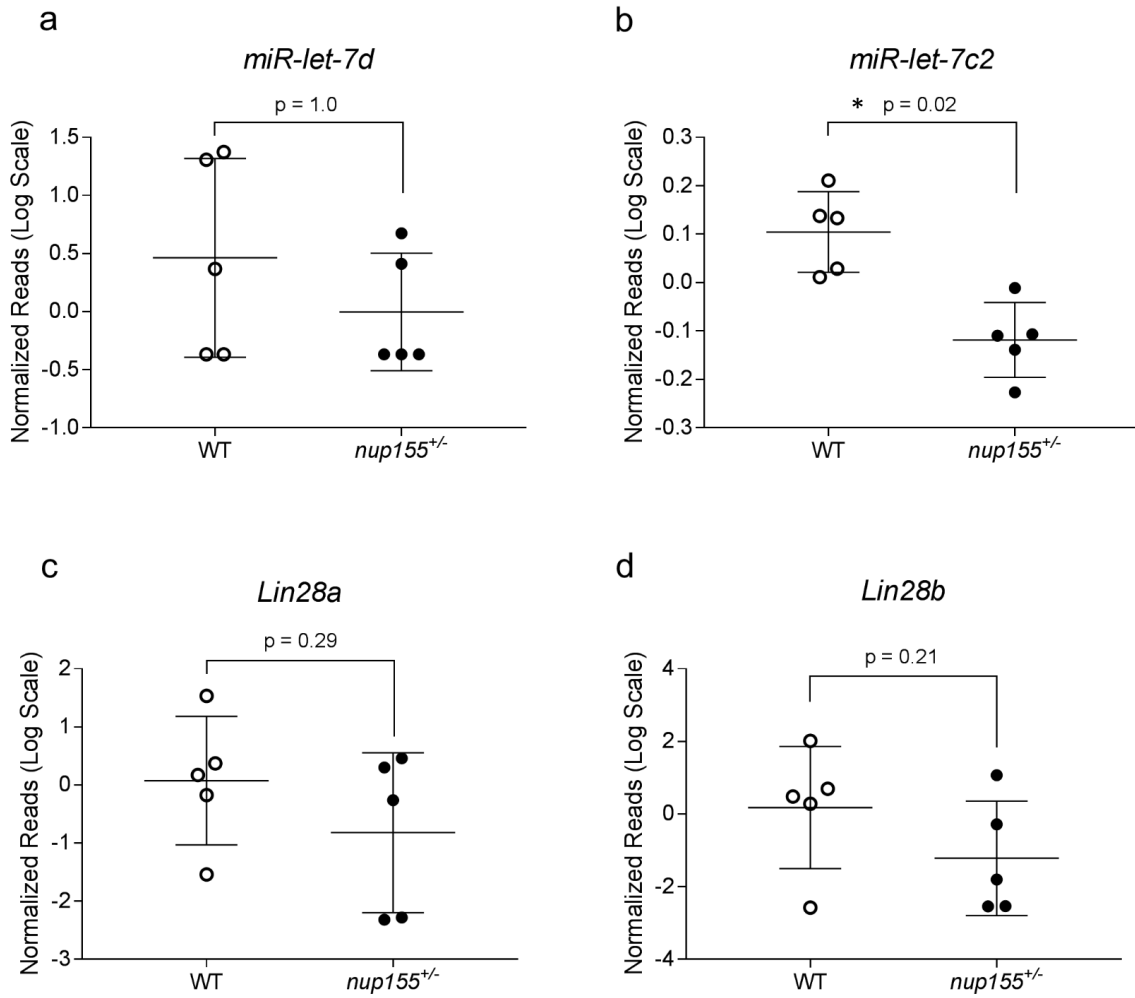 a
miR-let-7d
p = 1.0
Normalized Reads (Log Scale)
1.5
1.0
0.5
0.0
-0.5
-1.0
WT
nup155+/-
b
miR-let-7c2
* p = 0.02
Normalized Reads (Log Scale)
0.3
0.2
0.1
0.0
-0.1
-0.2
-0.3
WT
nup155+/-
c
Lin28a
p = 0.29
Normalized Reads (Log Scale)
2
1
0
-1
-2
-3
WT
nup155+/-
d
Lin28b
p = 0.21
Normalized Reads (Log Scale)
4
2
0
-2
-4
WT
nup155+/-